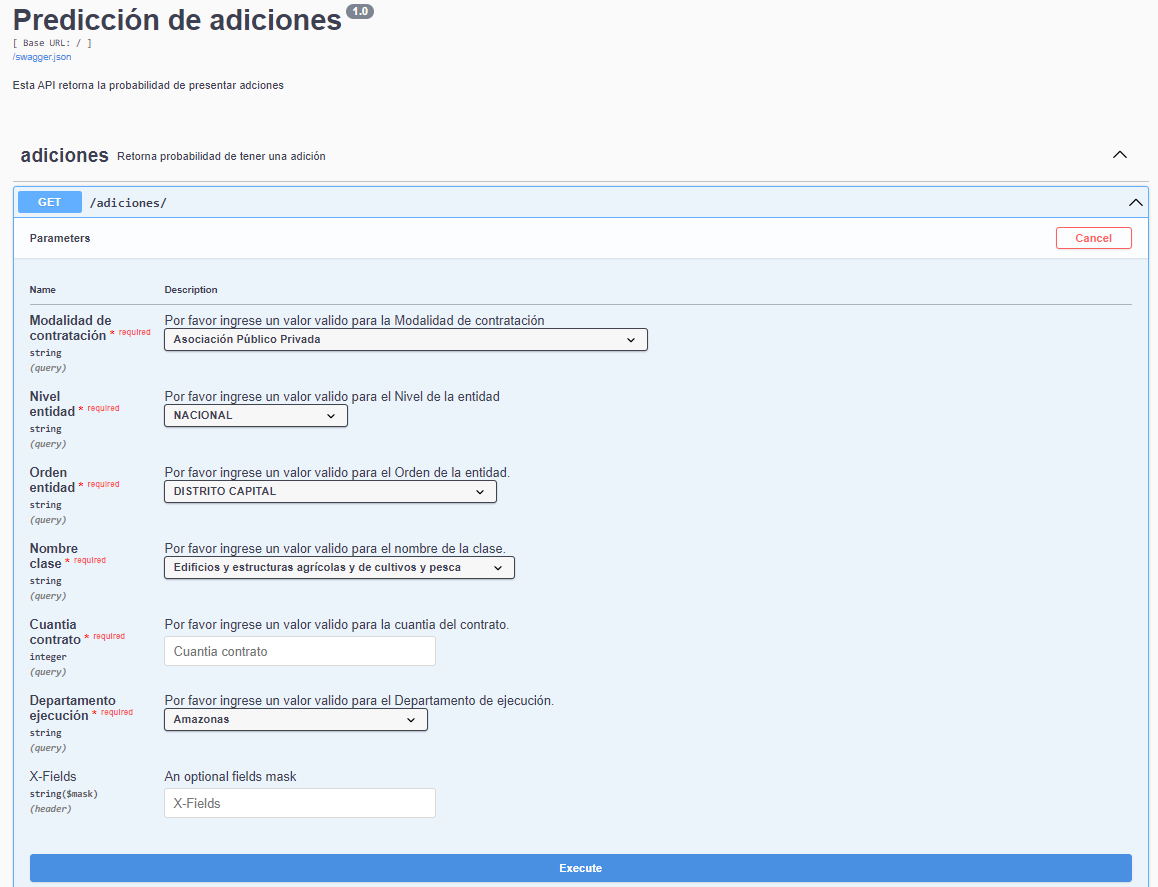 Predicción de adiciones 1.0
[ Base URL: / ]
/swagger.json
Esta API retorna la probabilidad de presentar adciones
adiciones Retorna probabilidad de tener una adición
GET /adiciones/
Parameters
Cancel
Name Description
Modalidad de contratación * required
string
(query)
Por favor ingrese un valor valido para la Modalidad de contratación
Asociación Público Privada
Nivel entidad * required
string
(query)
Por favor ingrese un valor valido para el Nivel de la entidad
NACIONAL
Orden entidad * required
string
(query)
Por favor ingrese un valor valido para el Orden de la entidad.
DISTRITO CAPITAL
Nombre clase * required
string
(query)
Por favor ingrese un valor valido para el nombre de la clase.
Edificios y estructuras agrícolas y de cultivos y pesca
Cuantia contrato * required
integer
(query)
Por favor ingrese un valor valido para la cuantia del contrato.
Cuantia contrato
Departamento ejecución * required
string
(query)
Por favor ingrese un valor valido para el Departamento de ejecución.
Amazonas
X-Fields
string($mask)
(header)
An optional fields mask
X-Fields
Execute